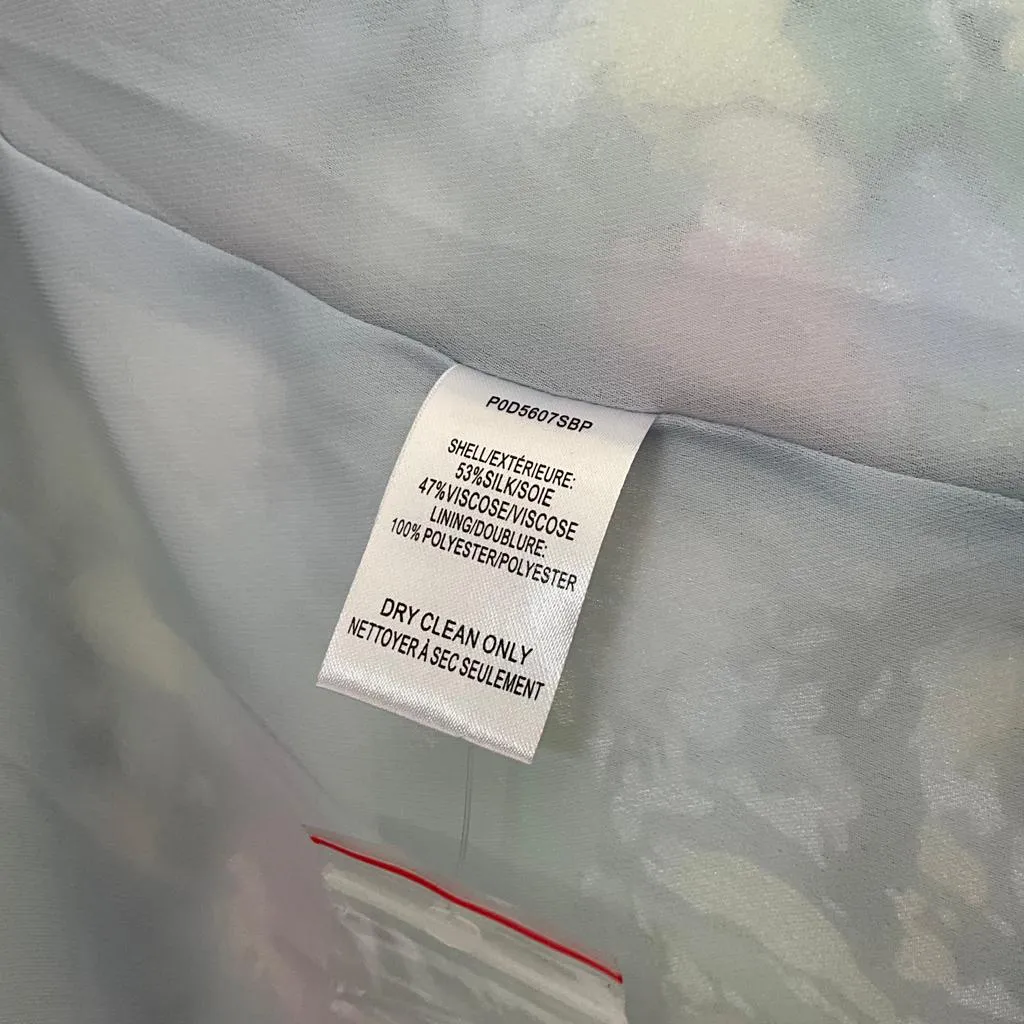 P0D5607SBP
SHELL/EXTÉRIEURE:
53%SILK/SOIE
47%VISCOSE/VISCOSE
LINING/DOUBLURE:
100% POLYESTER/POLYESTER
DRY CLEAN ONLY
NETTOYER À SEC SEULEMENT